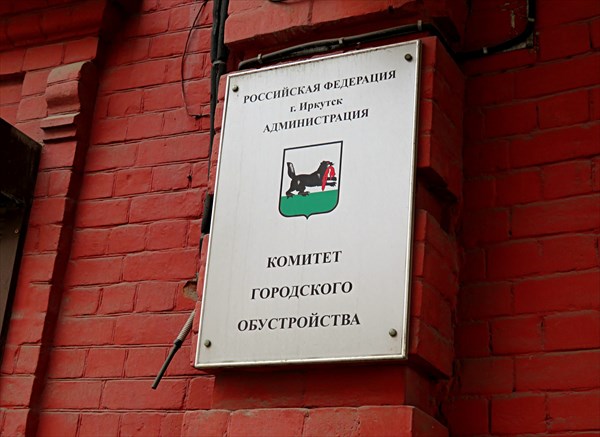 РОССИЙСКАЯ ФЕДЕРАЦИЯ
г. Иркутск
АДМИНИСТРАЦИЯ
КОМИТЕТ
ГОРОДСКОГО
ОБУСТРОЙСТВА